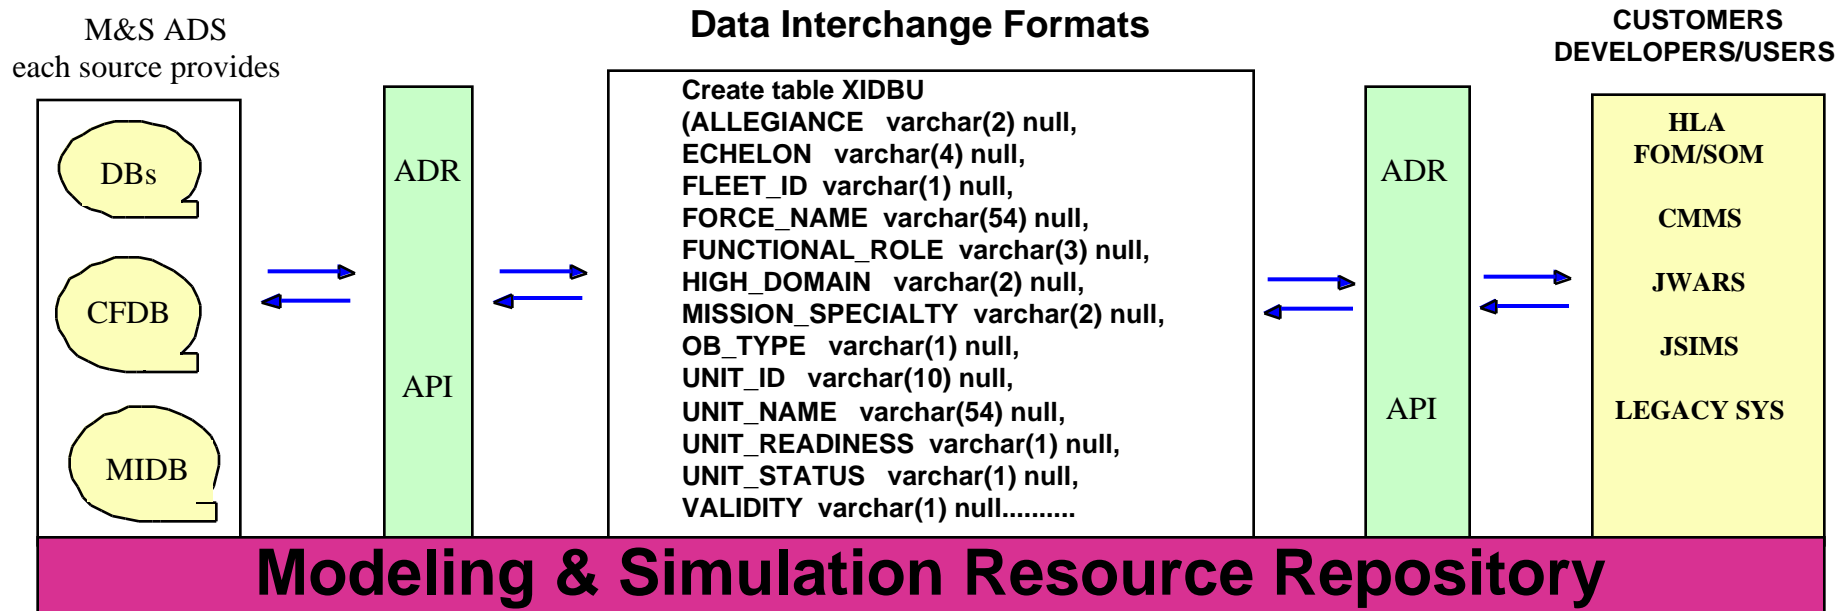 M&S ADS
each source provides
DBs
CFDB
MIDB
ADR
API
Data Interchange Formats
Create table XIDBU
(ALLEGIANCE varchar(2) null,
ECHELON varchar(4) null,
FLEET_ID varchar(1) null,
FORCE_NAME varchar(54) null,
FUNCTIONAL_ROLE varchar(3) null,
HIGH_DOMAIN varchar(2) null,
MISSION_SPECIALTY varchar(2) null,
OB_TYPE varchar(1) null,
UNIT_ID varchar(10) null,
UNIT_NAME varchar(54) null,
UNIT_READINESS varchar(1) null,
UNIT_STATUS varchar(1) null,
VALIDITY varchar(1) null..........
ADR
API
CUSTOMERS
DEVELOPERS/USERS
HLA
FOM/SOM
CMMS
JWARS
JSIMS
LEGACY SYS
Modeling & Simulation Resource Repository